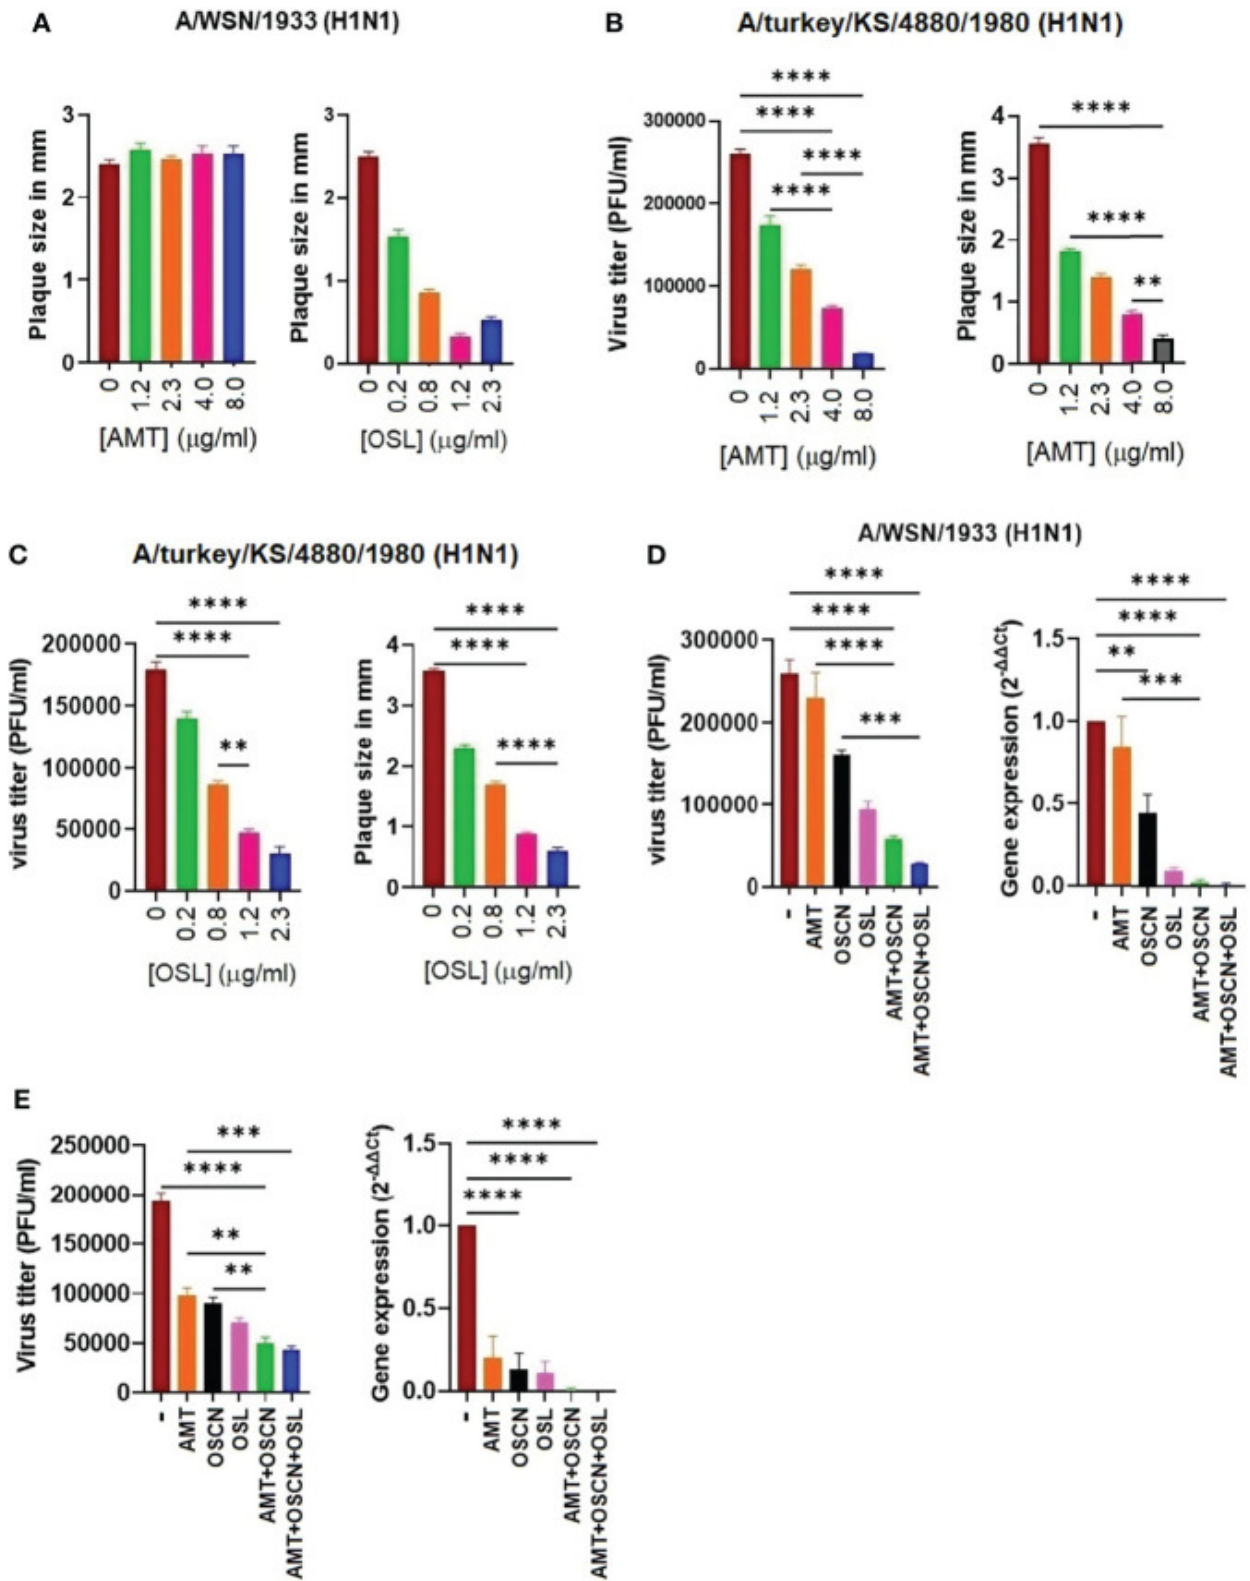 A
A/WSN/1933 (H1N1)
Plaque size in mm
3
2
1
0
0
1.2
2.3
4.0
8.0
[AMT] (μg/ml)
Plaque size in mm
3
2
1
0
0
0.2
0.8
1.2
2.3
[OSL] (μg/ml)
B
A/turkey/KS/4880/1980 (H1N1)
Virus titer (PFU/ml)
300000
200000
100000
0
****
****
****
****
0
1.2
2.3
4.0
8.0
[AMT] (μg/ml)
Plaque size in mm
4
3
2
1
0
****
****
**
0
1.2
2.3
4.0
8.0
[AMT] (μg/ml)
C
A/turkey/KS/4880/1980 (H1N1)
virus titer (PFU/ml)
200000
150000
100000
50000
0
****
****
**
0
0.2
0.8
1.2
2.3
[OSL] (μg/ml)
Plaque size in mm
4
3
2
1
0
****
****
****
0
0.2
0.8
1.2
2.3
[OSL] (μg/ml)
D
A/WSN/1933 (H1N1)
virus titer (PFU/ml)
300000
200000
100000
0
****
****
****
***
-
AMT
OSCN
OSL
AMT+OSCN
AMT+OSCN+OSL
Gene expression (2-ΔΔCt)
1.5
1.0
0.5
0.0
****
****
**
***
-
AMT
OSCN
OSL
AMT+OSCN
AMT+OSCN+OSL
E
Virus titer (PFU/ml)
250000
200000
150000
100000
50000
0
***
****
**
**
-
AMT
OSCN
OSL
AMT+OSCN
AMT+OSCN+OSL
Gene expression (2-ΔΔCt)
1.5
1.0
0.5
0.0
****
****
****
-
AMT
OSCN
OSL
AMT+OSCN
AMT+OSCN+OSL